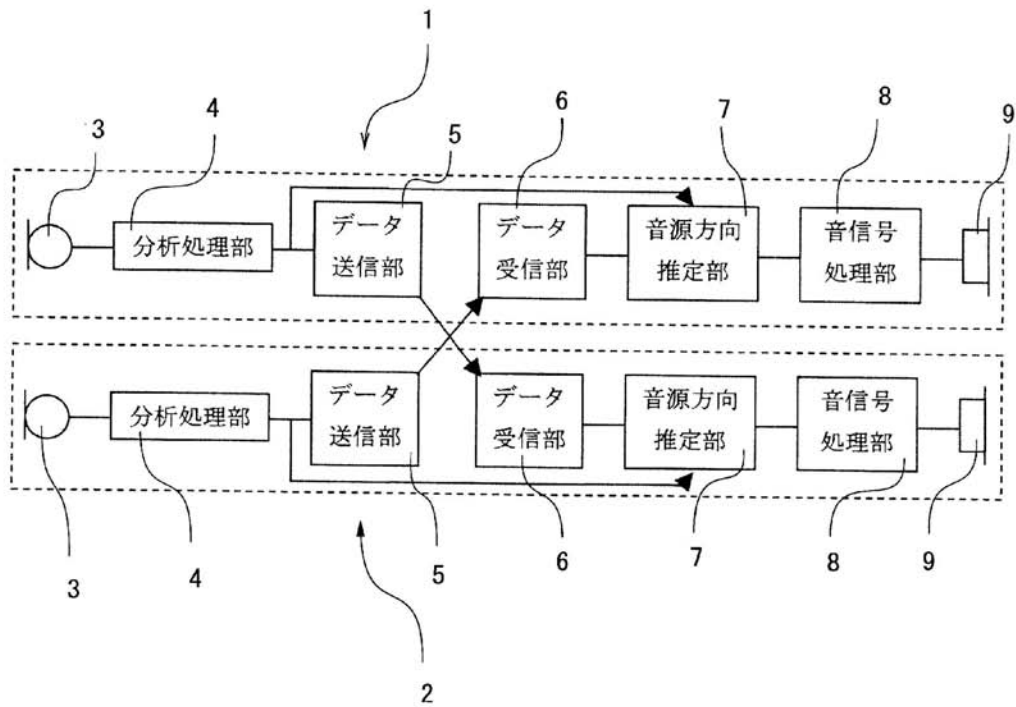 1
3
4
5
6
7
8
9
分析処理部
データ
送信部
データ
受信部
音源方向
推定部
音信号
処理部
分析処理部
データ
送信部
データ
受信部
音源方向
推定部
音信号
処理部
3
4
5
6
7
8
9
2